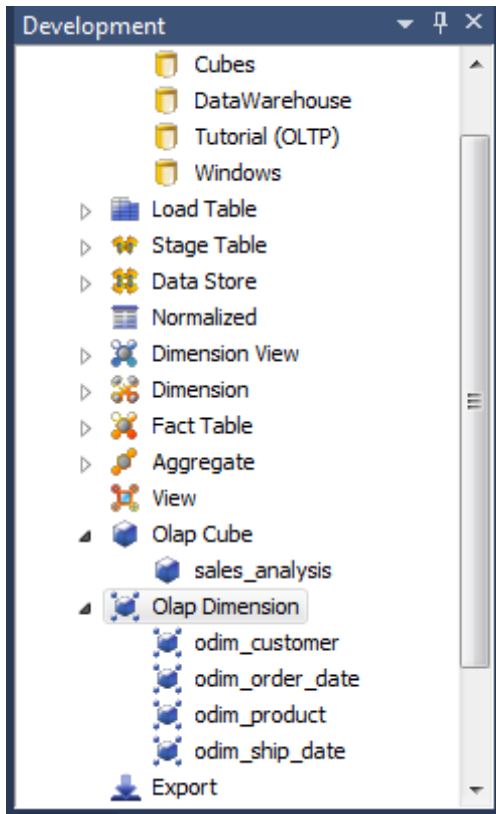 Development
Cubes
DataWarehouse
Tutorial (OLTP)
Windows
Load Table
Stage Table
Data Store
Normalized
Dimension View
Dimension
Fact Table
Aggregate
View
Olap Cube
sales_analysis
Olap Dimension
odim_customer
odim_order_date
odim_product
odim_ship_date
Export